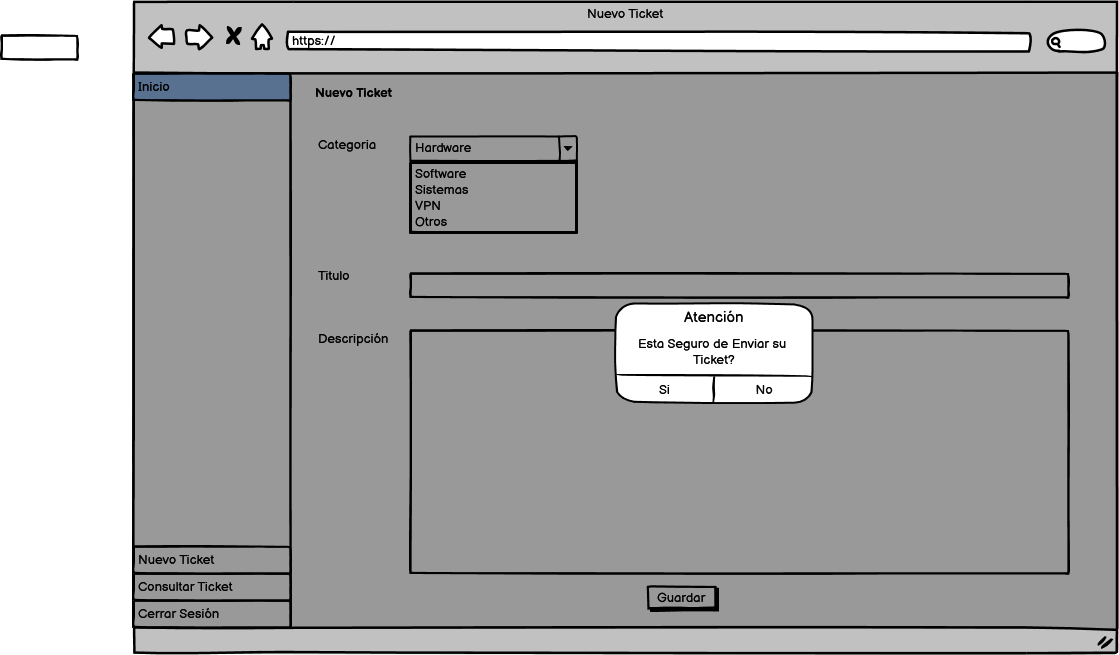 Nuevo Ticket
https://
Inicio
Nuevo Ticket
Categoria
Hardware
Software
Sistemas
VPN
Otros
Titulo
Descripción
Atención
Esta Seguro de Enviar su
Ticket?
Si
No
Nuevo Ticket
Consultar Ticket
Cerrar Sesión
Guardar